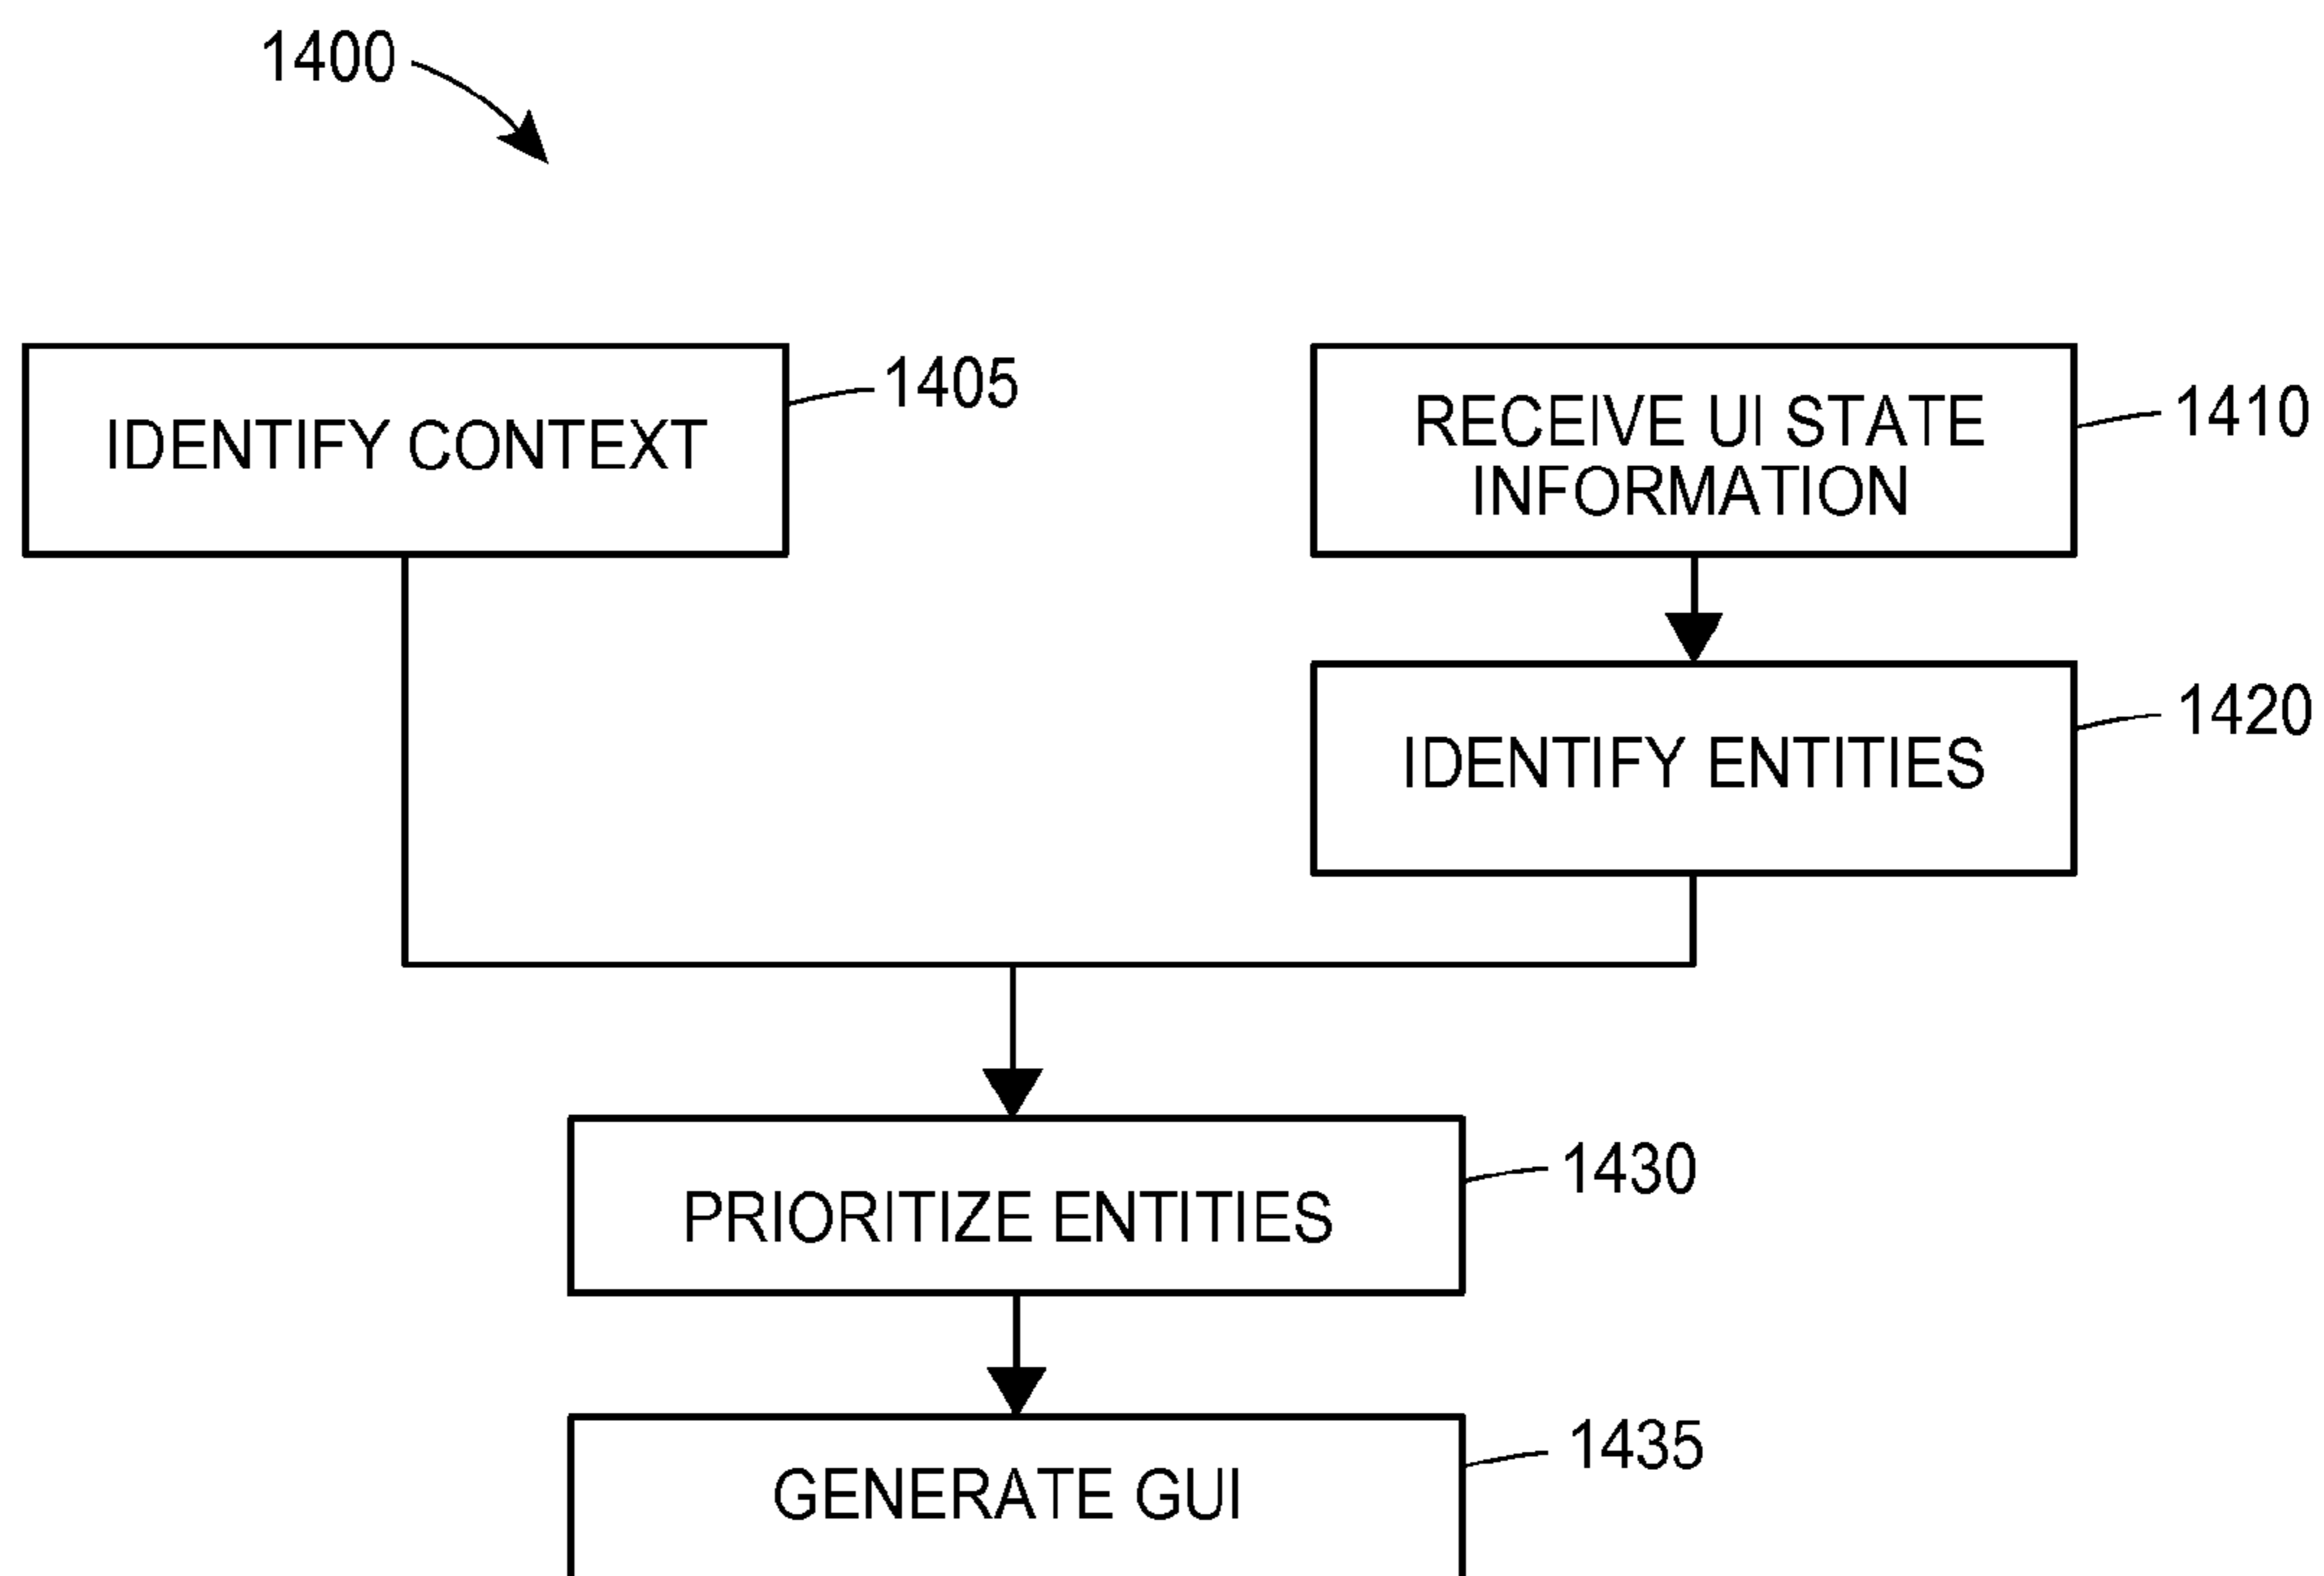 1400
IDENTIFY CONTEXT
1405
RECEIVE UI STATE
INFORMATION
1410
IDENTIFY ENTITIES
1420
PRIORITIZE ENTITIES
1430
GENERATE GUI
1435